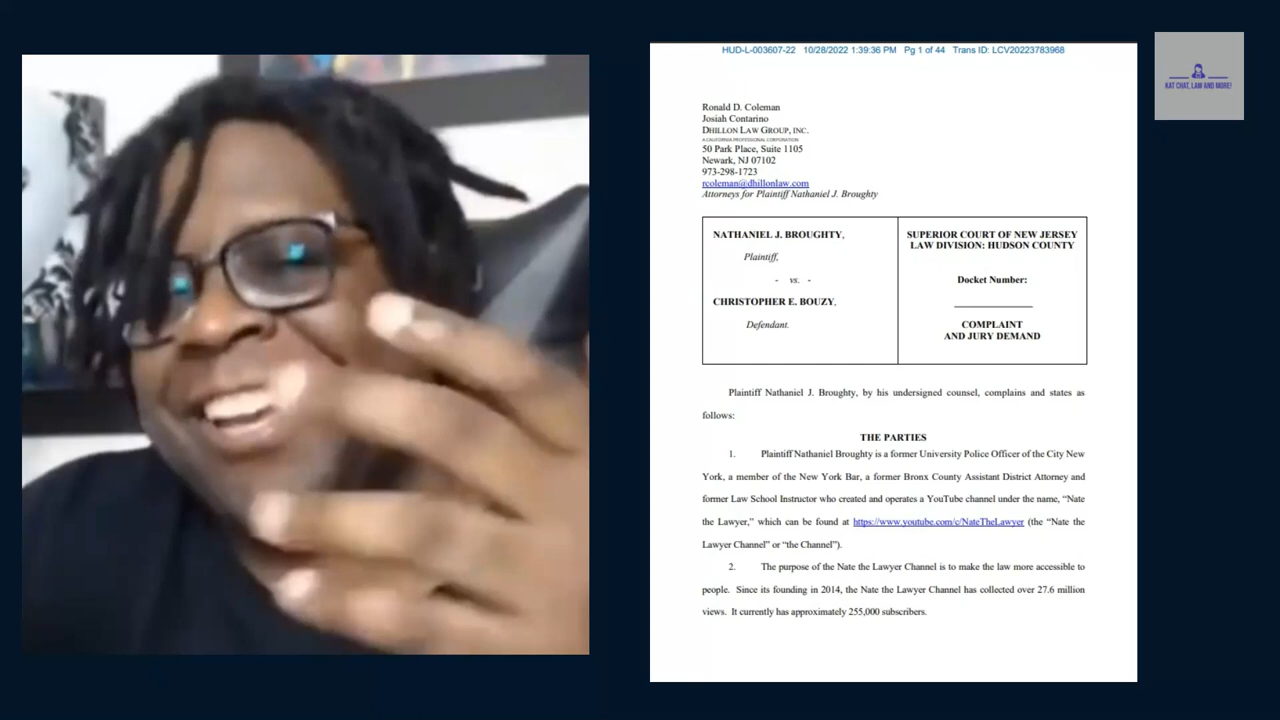 HUD-L-003607-22 10/28/2022 1:39:36 PM Pg 1 of 44 Trans ID: LCV20223783968
KAT CHAT, LAW AND MORE!
Ronald D. Coleman
Josiah Contarino
DHILLON LAW GROUP, INC.
A CALIFORNIA PROFESSIONAL CORPORATION
50 Park Place, Suite 1105
Newark, NJ 07102
973-298-1723
rcoleman@dhillonlaw.com
Attorneys for Plaintiff Nathaniel J. Broughty
NATHANIEL J. BROUGHTY,
Plaintiff,
- vs. -
CHRISTOPHER E. BOUZY,
Defendant.
SUPERIOR COURT OF NEW JERSEY
LAW DIVISION: HUDSON COUNTY
Docket Number:
COMPLAINT
AND JURY DEMAND
Plaintiff Nathaniel J. Broughty, by his undersigned counsel, complains and states as
follows:
THE PARTIES
1. Plaintiff Nathaniel Broughty is a former University Police Officer of the City New
York, a member of the New York Bar, a former Bronx County Assistant District Attorney and
former Law School Instructor who created and operates a YouTube channel under the name, “Nate
the Lawyer,” which can be found at https://www.youtube.com/c/NateTheLawyer (the “Nate the
Lawyer Channel” or “the Channel”).
2. The purpose of the Nate the Lawyer Channel is to make the law more accessible to
people. Since its founding in 2014, the Nate the Lawyer Channel has collected over 27.6 million
views. It currently has approximately 255,000 subscribers.